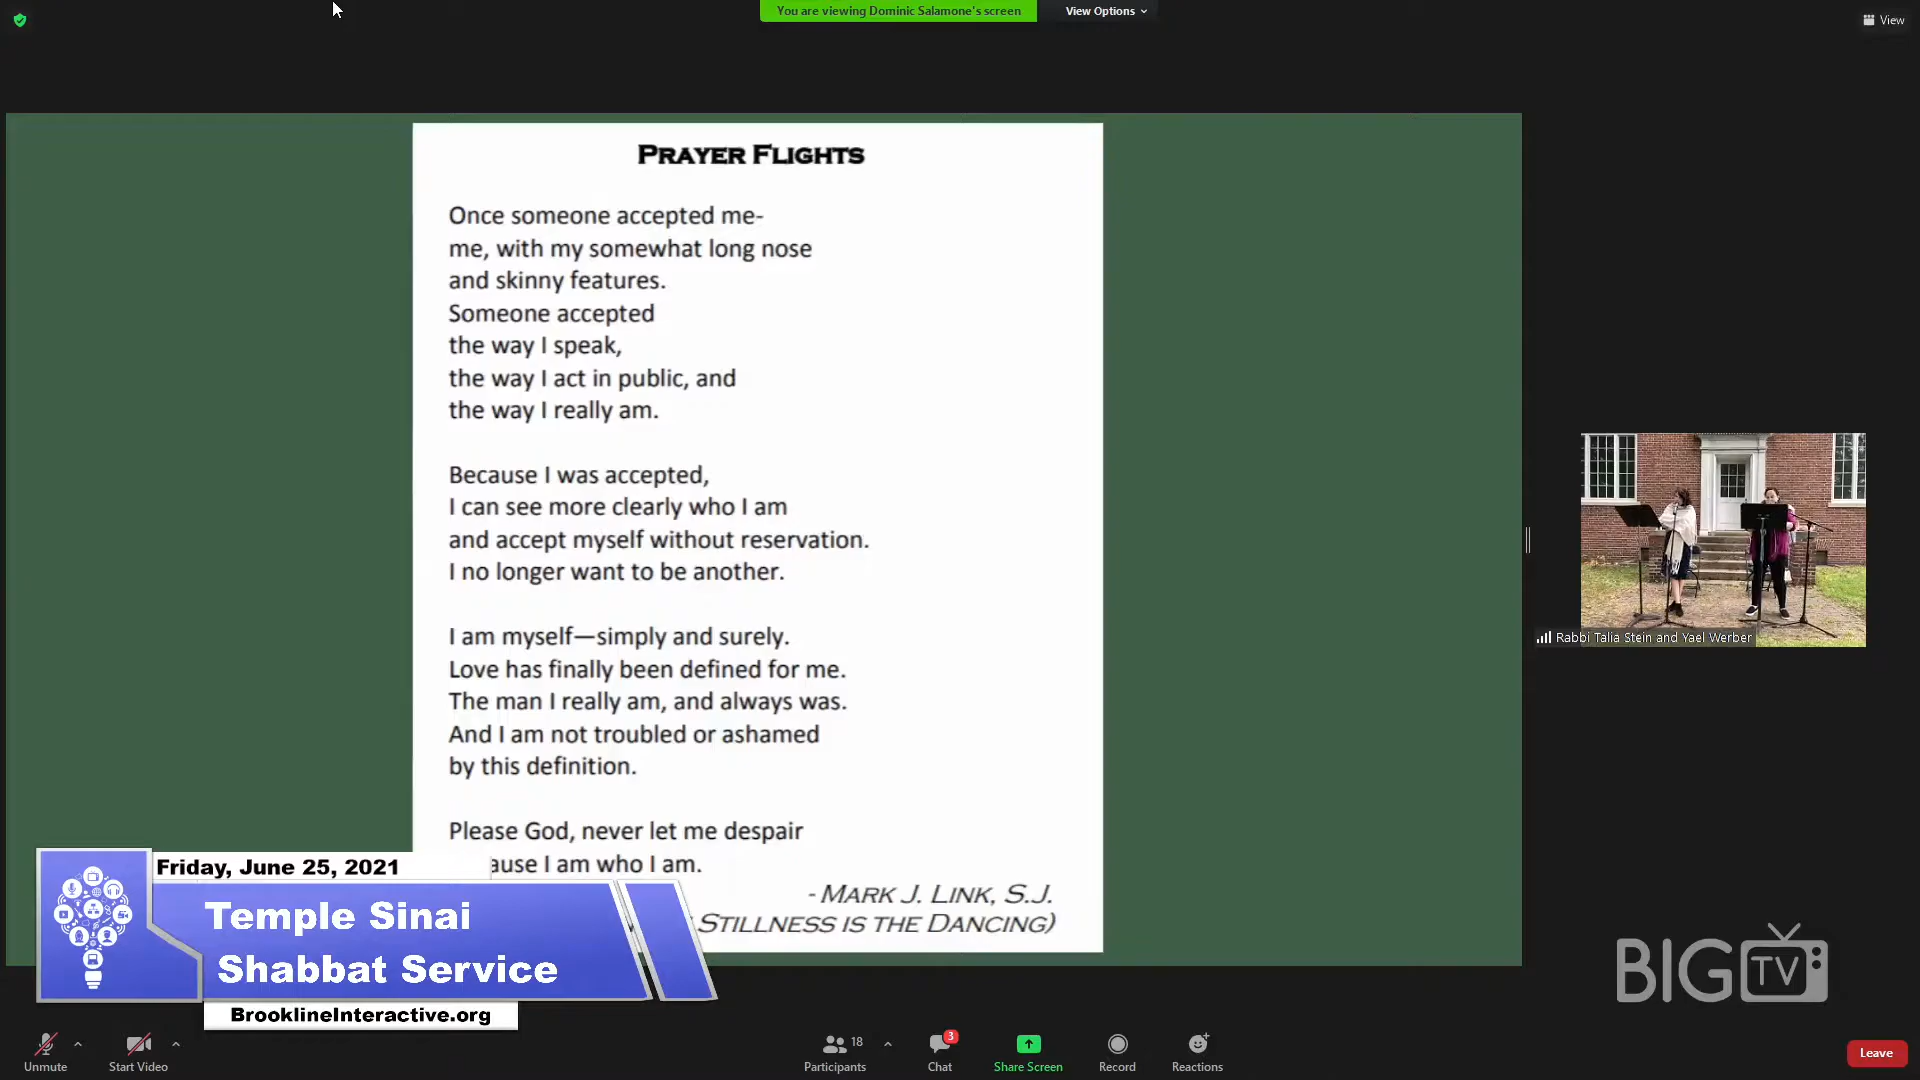 You are viewing Dominic Salamone's screen
View Options
View
PRAYER FLIGHTS
Once someone accepted me-
me, with my somewhat long nose
and skinny features.
Someone accepted
the way I speak,
the way I act in public, and
the way I really am.
Because I was accepted,
I can see more clearly who I am
and accept myself without reservation.
I no longer want to be another.
I am myself—simply and surely.
Love has finally been defined for me.
The man I really am, and always was.
And I am not troubled or ashamed
by this definition.
Please God, never let me despair
ause I am who I am.
- MARK J. LINK, S.J.
STILLNESS IS THE DANCING)
Rabbi Talia Stein and Yael Werber
Friday, June 25, 2021
Temple Sinai
Shabbat Service
BrooklineInteractive.org
BIG TV
Unmute
Start Video
18
Participants
3
Chat
Share Screen
Record
Reactions
Leave